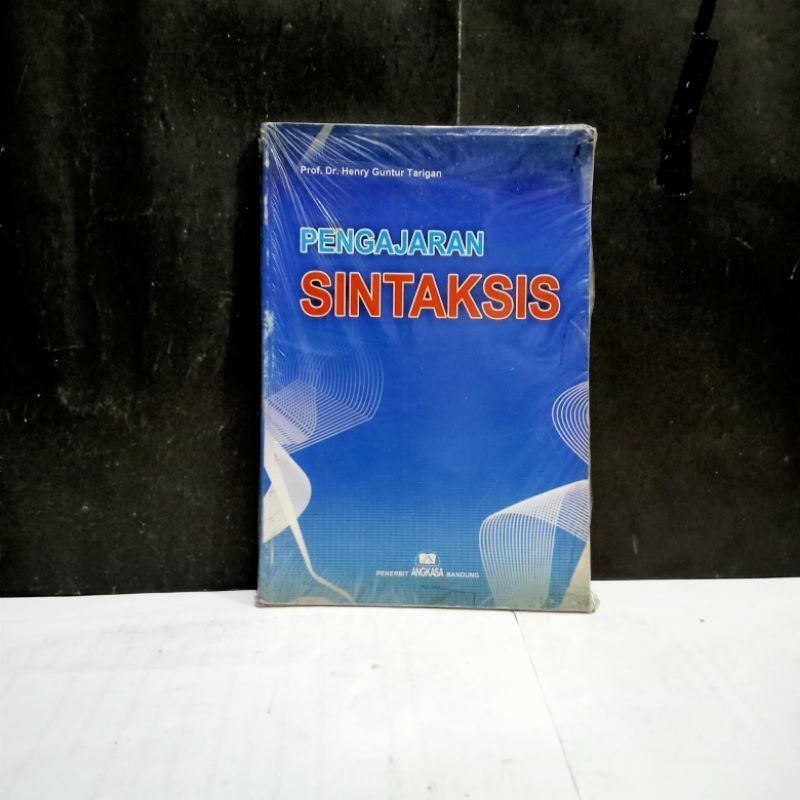 Prof. Dr. Henry Guntur Tarigan
PENGAJARAN
SINTAKSIS
PENERBIT ANGKASA BANDUNG